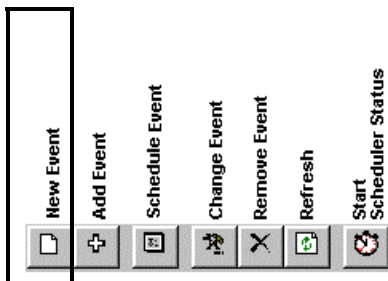 New Event
Add Event
Schedule Event
Change Event
Remove Event
Refresh
Start
Scheduler Status